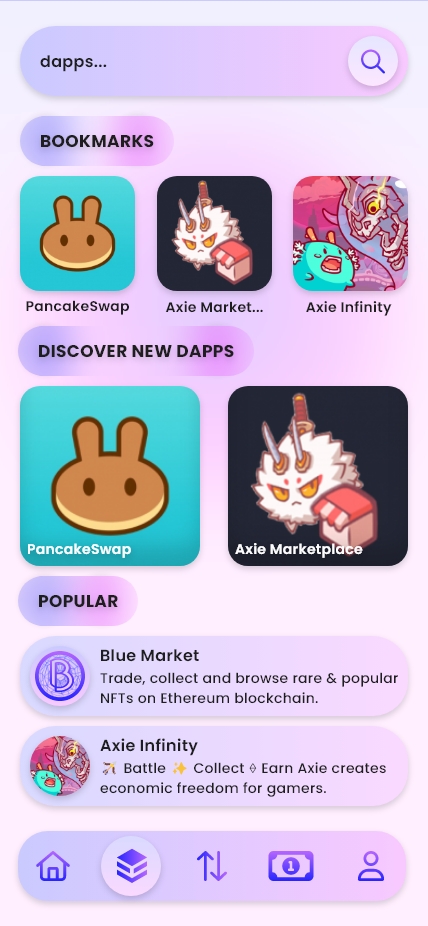 dapps...
BOOKMARKS
PancakeSwap
Axie Market...
Axie Infinity
DISCOVER NEW DAPPS
PancakeSwap
Axie Marketplace
POPULAR
Blue Market
Trade, collect and browse rare & popular
NFTs on Ethereum blockchain.
Axie Infinity
Battle ✨ Collect ◊ Earn Axie creates
economic freedom for gamers.
1